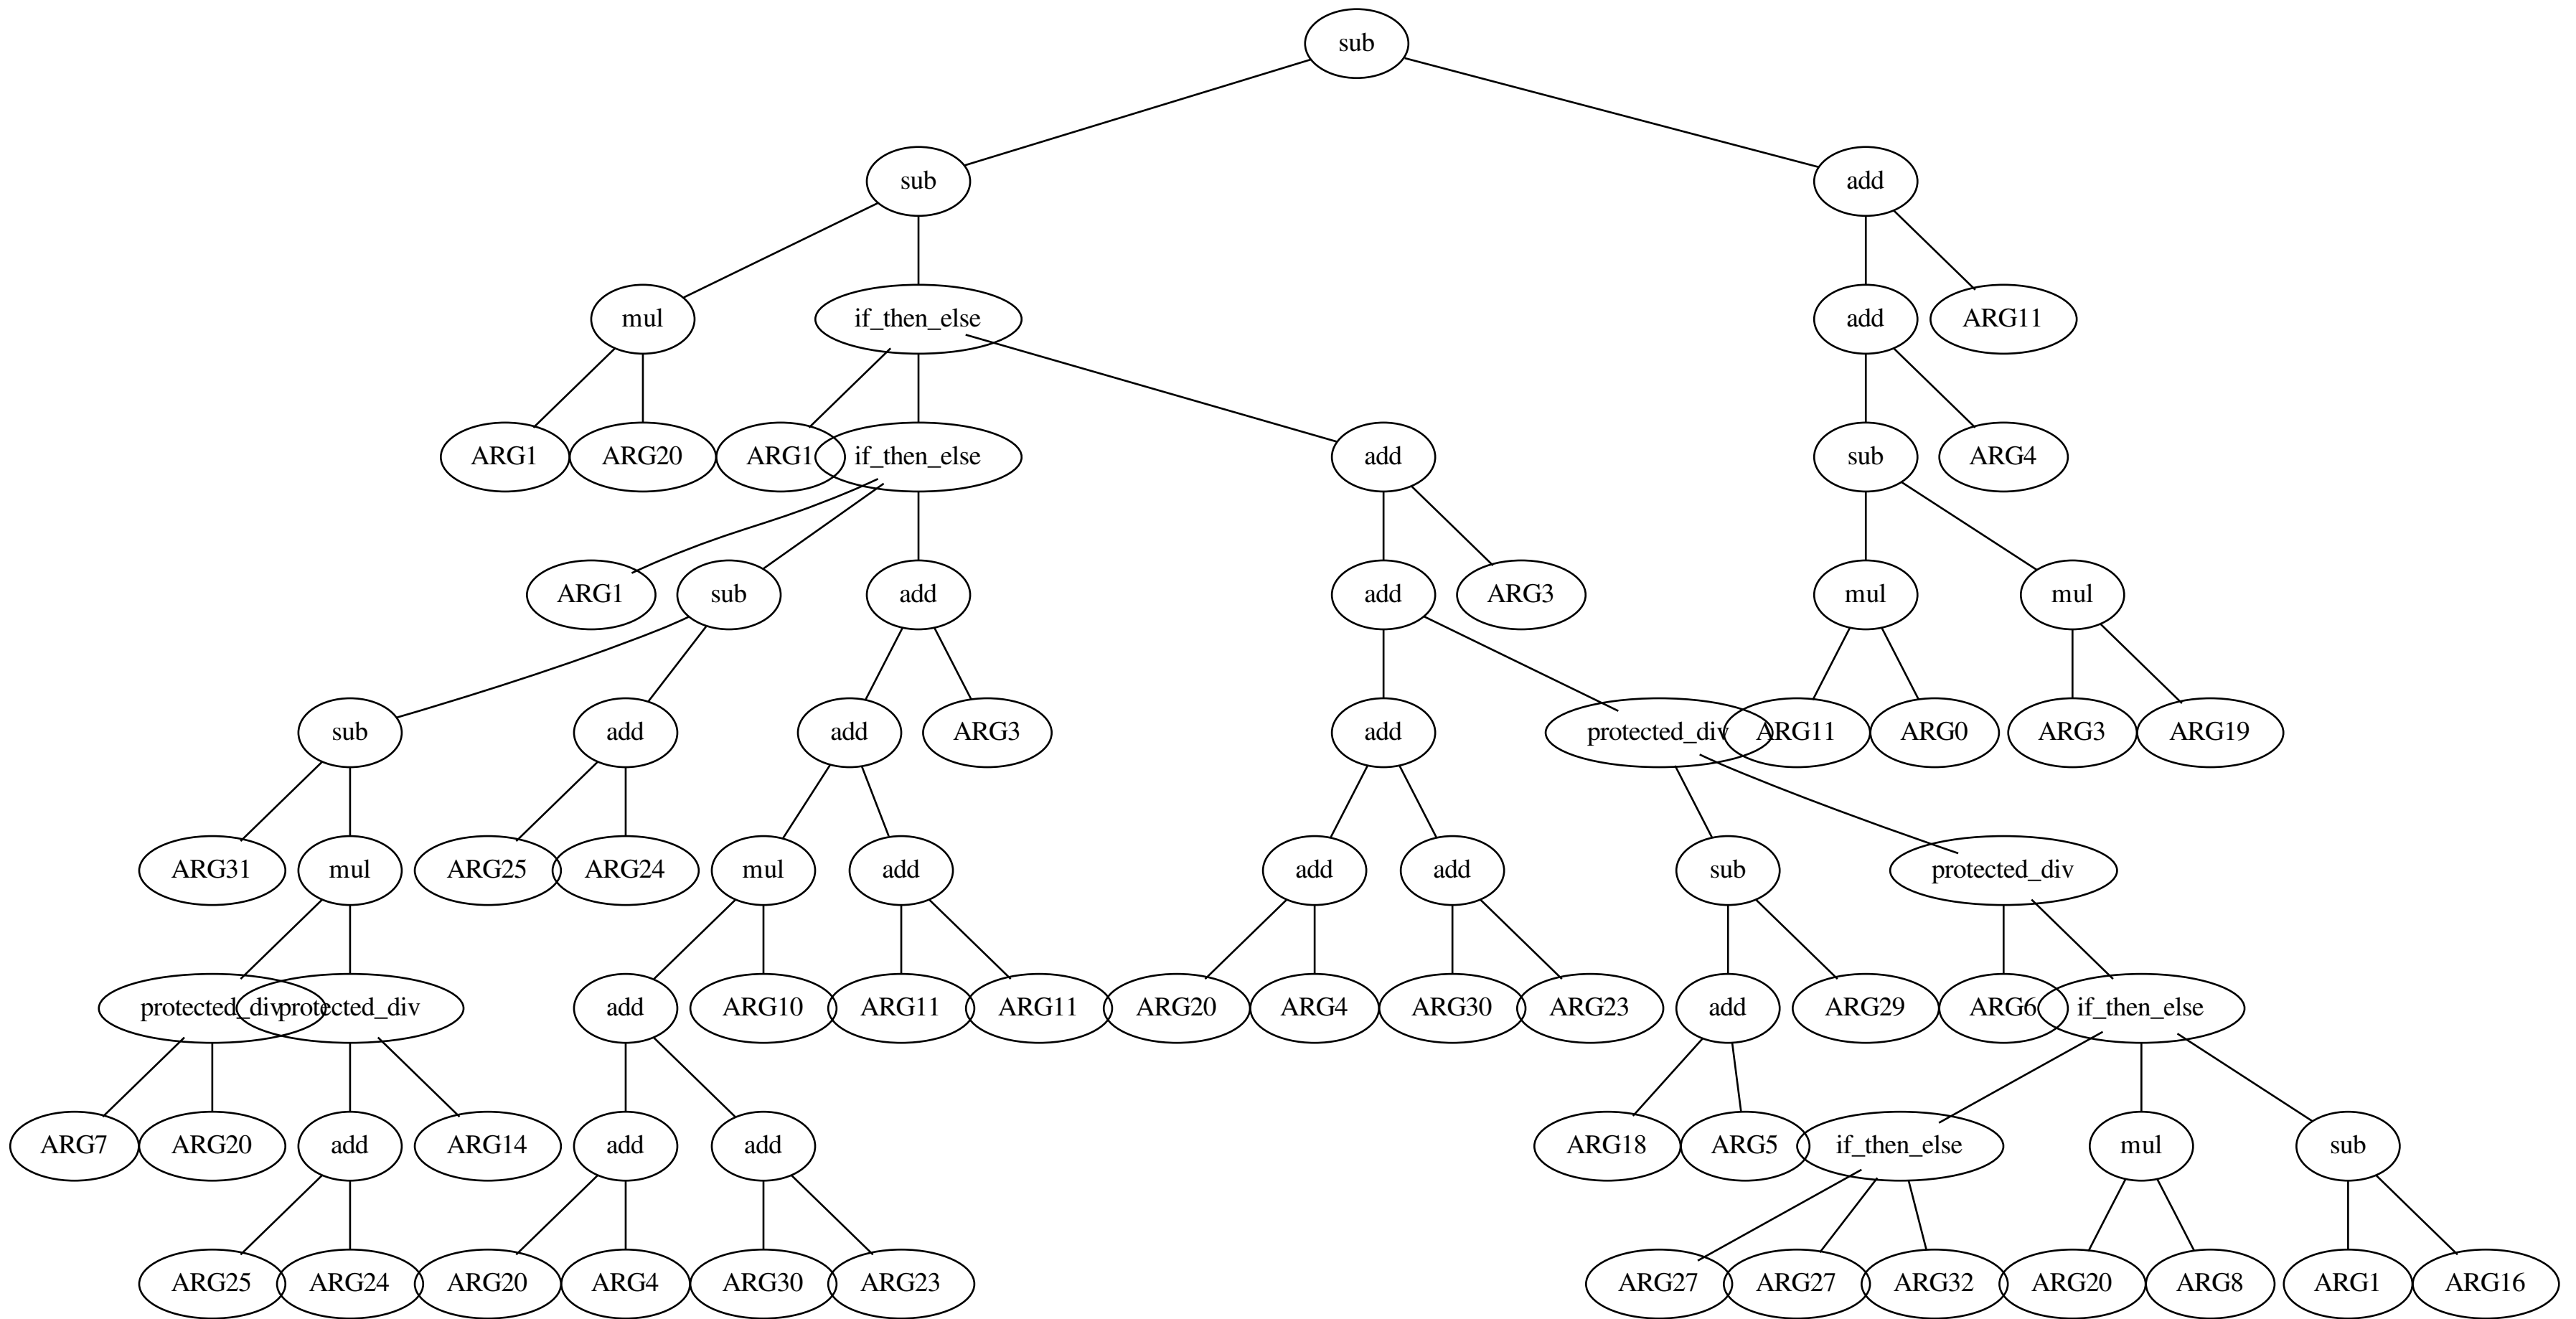 sub
sub add
mul if_then_else add ARG11
ARG1 ARG20 ARG1 if_then_else add sub ARG4
ARG1 sub add add ARG3 mul mul
sub add add ARG3 add protected_div ARG11 ARG0 ARG3 ARG19
ARG31 mul ARG25 ARG24 mul add add add sub protected_div
protected_div protected_div add ARG10 ARG11 ARG11 ARG20 ARG4 ARG30 ARG23 add ARG29 ARG6 if_then_else
ARG7 ARG20 add ARG14 add add ARG18 ARG5 if_then_else mul sub
ARG25 ARG24 ARG20 ARG4 ARG30 ARG23 ARG27 ARG27 ARG32 ARG20 ARG8 ARG1 ARG16